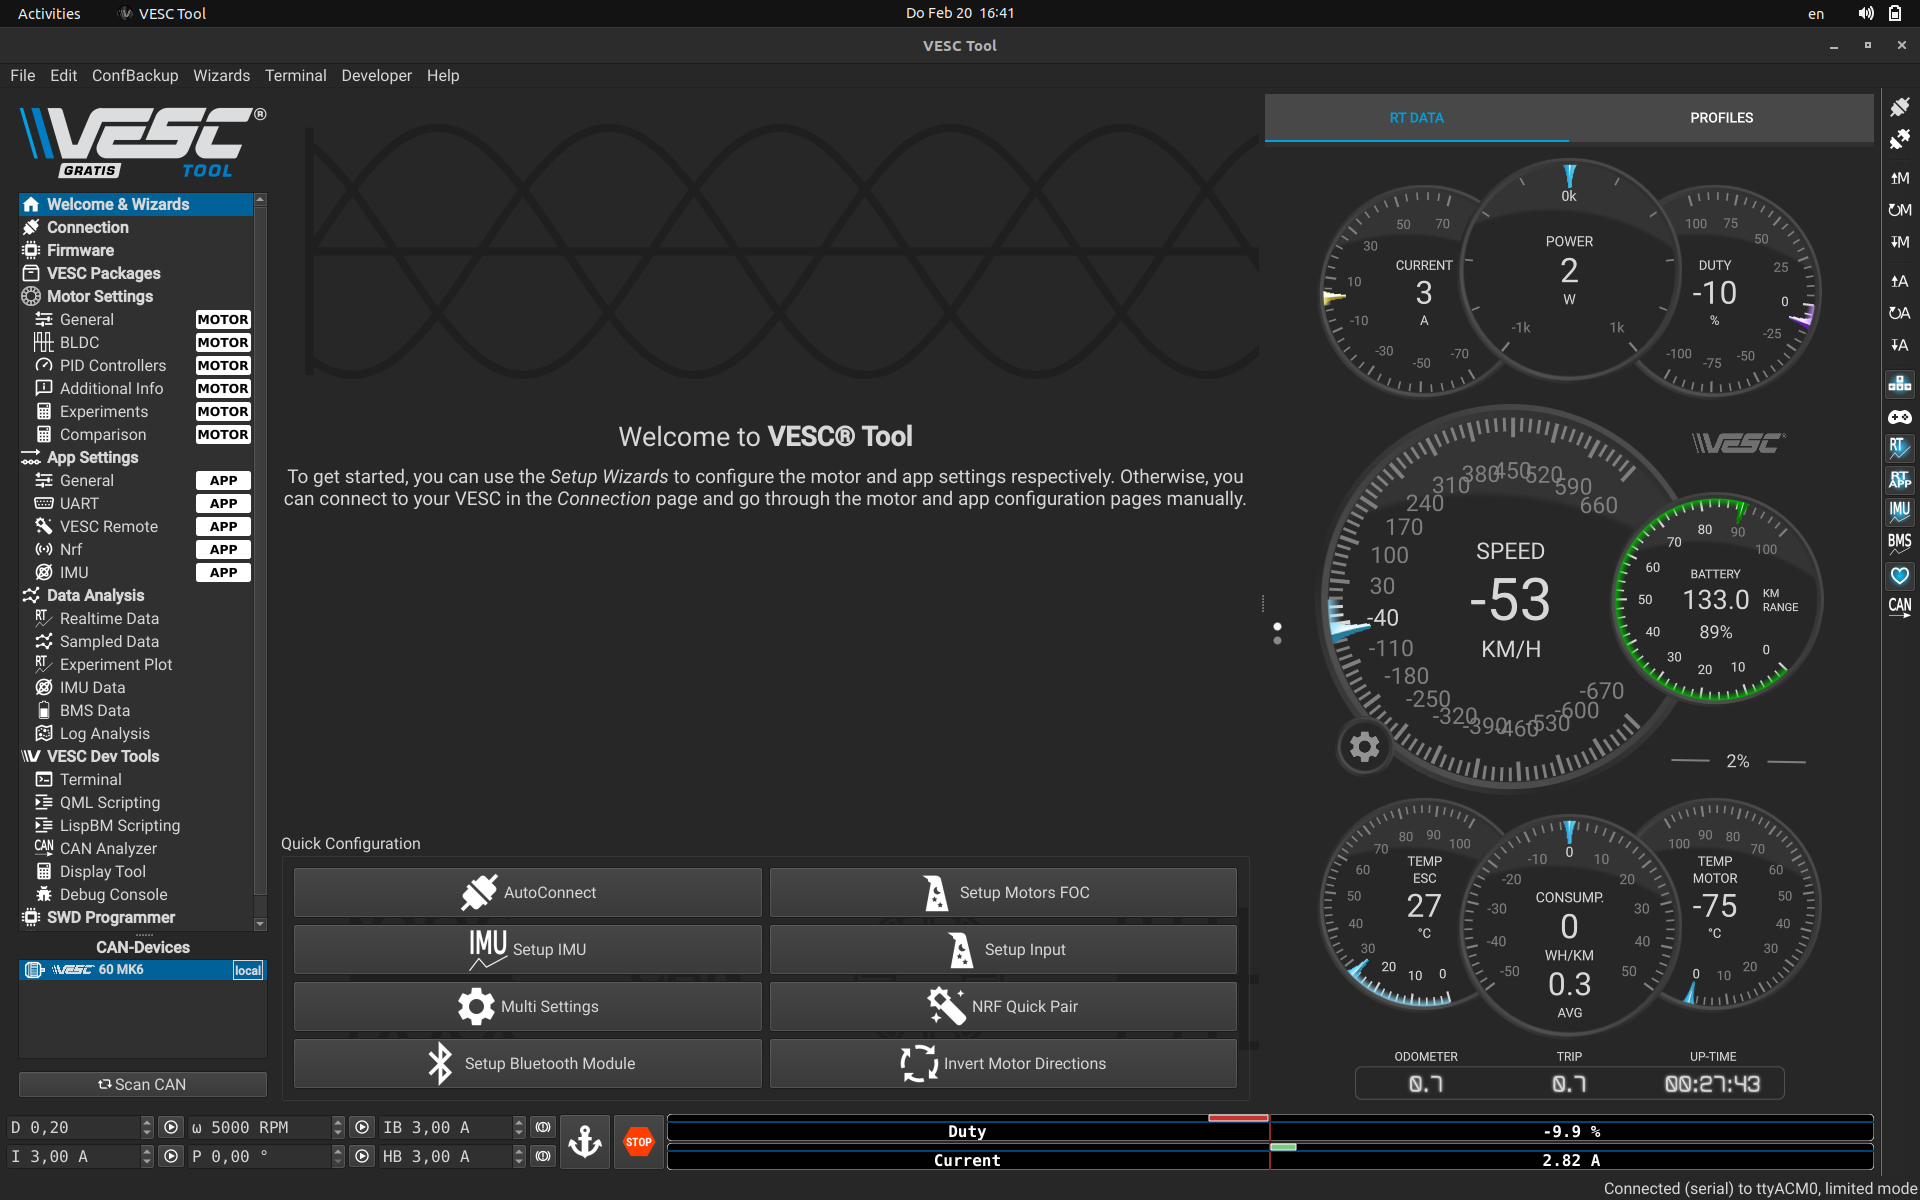 Activities
VESC Tool
Do Feb 20 16:41
en
VESC Tool
File Edit ConfBackup Wizards Terminal Developer Help
VESC®
GRATIS TOOL
Welcome & Wizards
Connection
Firmware
VESC Packages
Motor Settings
General MOTOR
BLDC MOTOR
PID Controllers MOTOR
Additional Info MOTOR
Experiments MOTOR
Comparison MOTOR
App Settings
General APP
UART APP
VESC Remote APP
Nrf APP
IMU APP
Data Analysis
RT Realtime Data
Sampled Data
RT Experiment Plot
IMU Data
BMS Data
Log Analysis
VESC Dev Tools
Terminal
QML Scripting
LispBM Scripting
CAN CAN Analyzer
Display Tool
Debug Console
SWD Programmer
CAN-Devices
VESC 60 MK6 local
Scan CAN
Welcome to VESC® Tool
To get started, you can use the Setup Wizards to configure the motor and app settings respectively. Otherwise, you
can connect to your VESC in the Connection page and go through the motor and app configuration pages manually.
Quick Configuration
AutoConnect
Setup Motors FOC
IMU Setup IMU
Setup Input
Multi Settings
NRF Quick Pair
Setup Bluetooth Module
Invert Motor Directions
RT DATA
PROFILES
70
50
30
10
-10
-30
-50
-70
CURRENT
3
A
0k
POWER
2
W
-1k
1k
100
75
50
25
0
-25
-50
-75
-100
DUTY
-10
%
VESC
660
590
520
450
380
310
240
170
100
30
-40
-110
-180
-250
-320
-390
-460
-530
-600
-670
SPEED
-53
KM/H
100
90
80
70
60
50
40
30
20
10
0
BATTERY
133.0 KM RANGE
89%
2%
100
90
80
70
60
50
40
30
20
10
0
TEMP
ESC
27
°C
-50
-40
-30
-20
-10
0
10
20
30
40
50
CONSUMP.
0
WH/KM
0.3
AVG
100
90
80
70
60
50
40
30
20
10
0
TEMP
MOTOR
-75
°C
ODOMETER TRIP UP-TIME
0.7 0.7 00:27:43
M
M
M
A
A
A
RT
RT
APP
IMU
BMS
CAN
D 0,20
ω 5000 RPM
IB 3,00 A
I 3,00 A
P 0,00 °
HB 3,00 A
STOP
Duty -9.9 %
Current 2.82 A
Connected (serial) to ttyACM0, limited mode